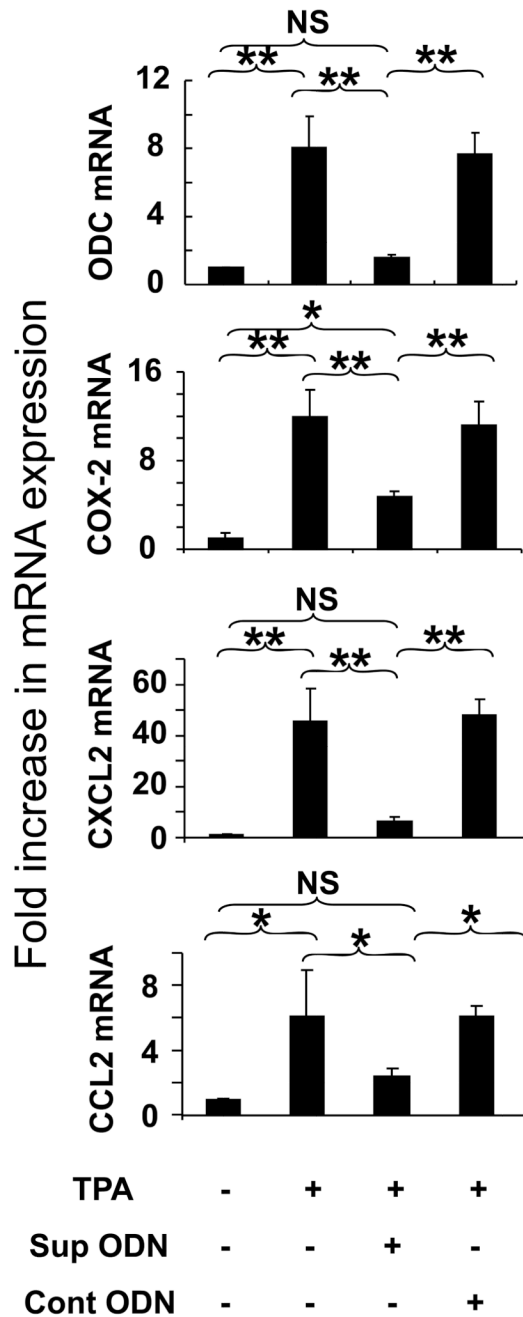 Fold increase in mRNA expression
NS
** ** **
ODC mRNA
12
8
4
0
*
** ** **
COX-2 mRNA
16
8
0
NS
** ** **
CXCL2 mRNA
60
40
20
0
NS
* * *
CCL2 mRNA
8
4
0
TPA - + + +
Sup ODN - - + -
Cont ODN - - - +